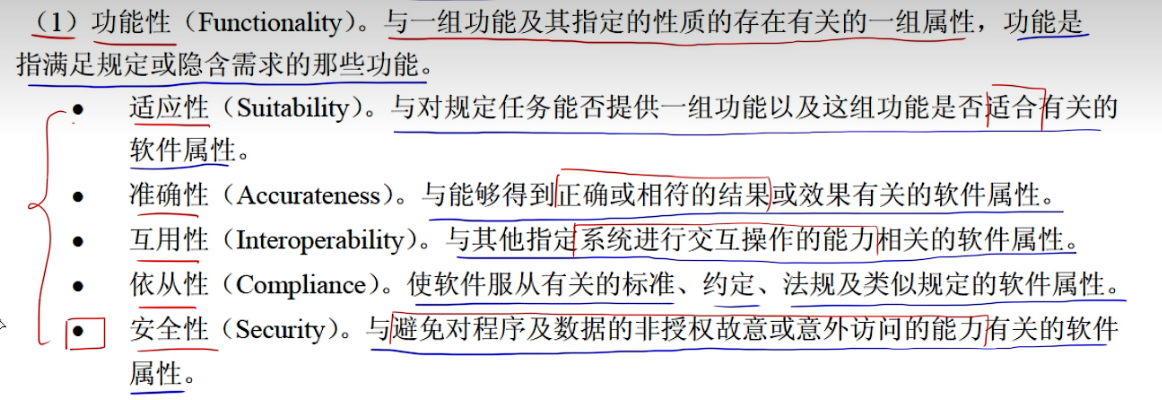 （1）功能性（Functionality）。与一组功能及其指定的性质的存在有关的一组属性，功能是
指满足规定或隐含需求的那些功能。
● 适应性（Suitability）。与对规定任务能否提供一组功能以及这组功能是否适合有关的
软件属性。
● 准确性（Accurateness）。与能够得到正确或相符的结果或效果有关的软件属性。
● 互用性（Interoperability）。与其他指定系统进行交互操作的能力相关的软件属性。
● 依从性（Compliance）。使软件服从有关的标准、约定、法规及类似规定的软件属性。
● 安全性（Security）。与避免对程序及数据的非授权故意或意外访问的能力有关的软件
属性。